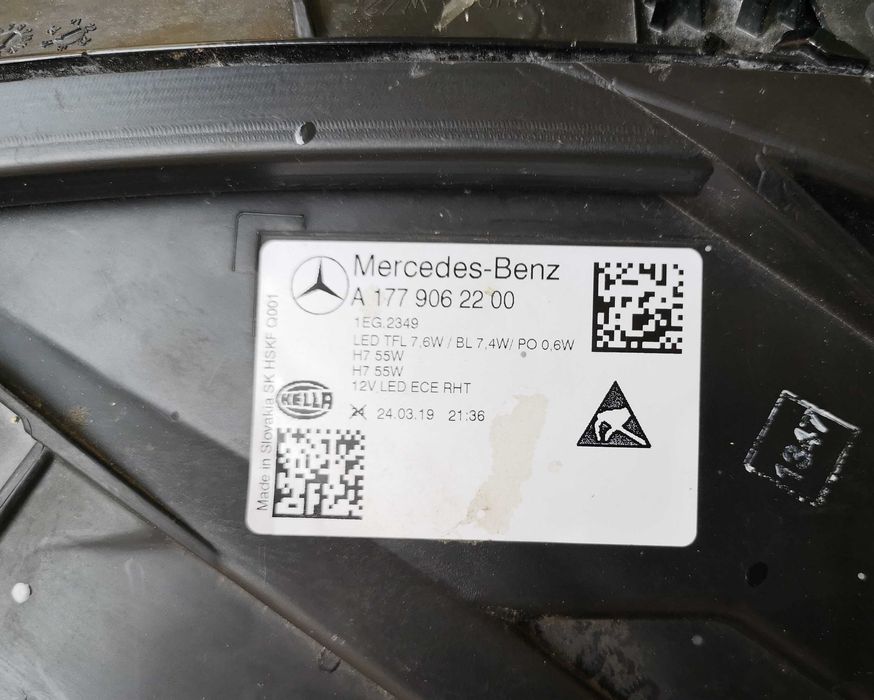 Mercedes-Benz
A 177 906 22 00
1EG.2349
LED TFL 7,6W / BL 7,4W/ PO 0,6W
H7 55W
H7 55W
12V LED ECE RHT
24.03.19 21:36
HELLA
Made in Slovakia SK HSKF Q001